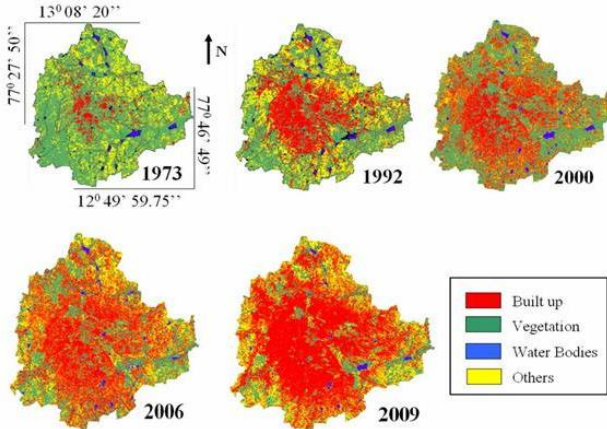 13⁰ 08’ 20’’
77⁰ 27’ 50’’
N
77⁰ 46’ 49’’
1973
12⁰ 49’ 59.75’’
1992
2000
2006
2009
Built up
Vegetation
Water Bodies
Others